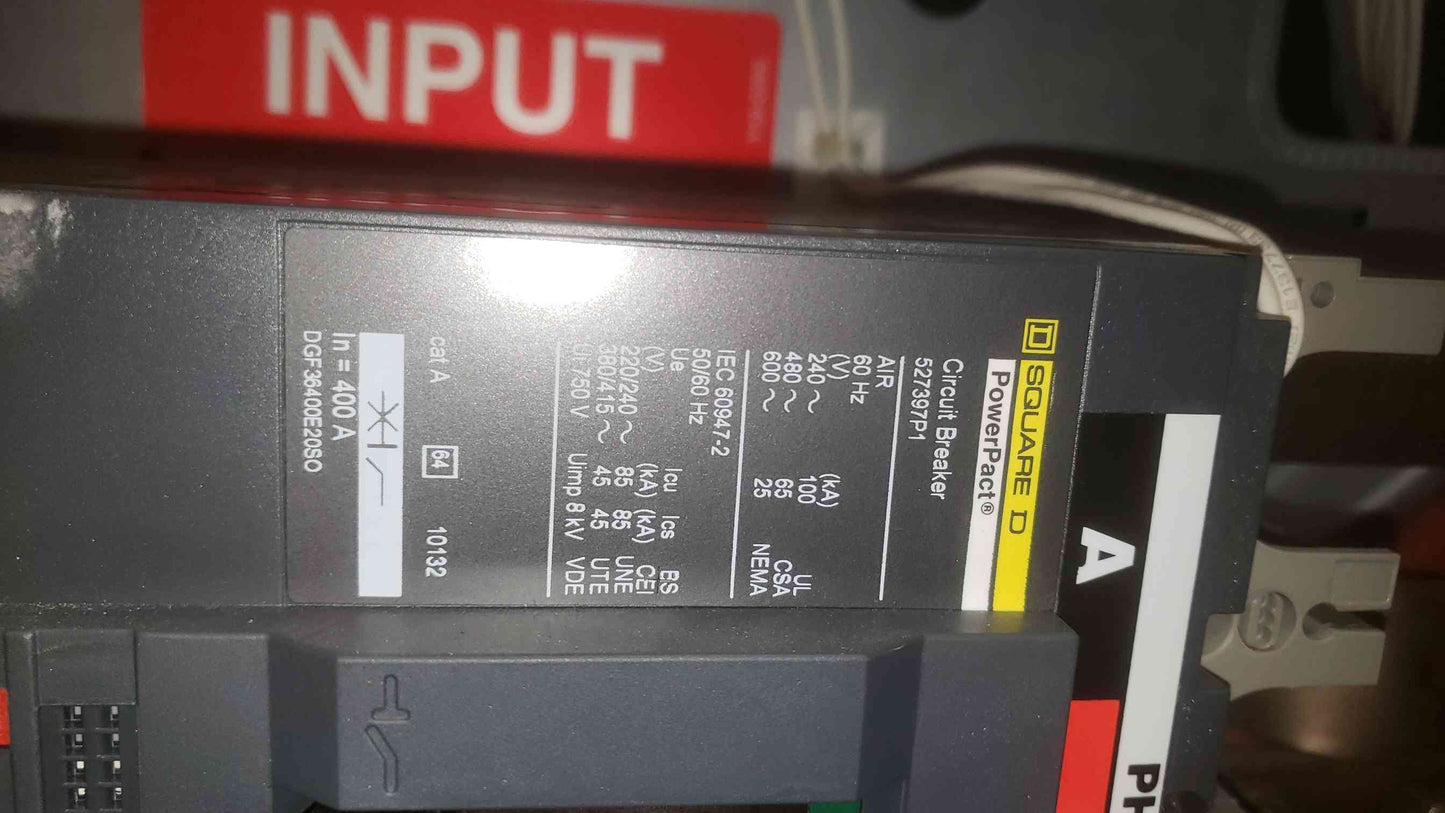 INPUT
A
PH
SQUARE D
PowerPact®
Circuit Breaker
527397P1
AIR
60 Hz
(V) (kA)
240 ~ 100 UL
480 ~ 65 CSA
600 ~ 25 NEMA
IEC 60947-2
50/60 Hz
Ue Icu Ics BS
(V) (kA) (kA) CEI
220/240 ~ 85 85 UNE
380/415 ~ 45 45 UTE
Ui 750 V Uimp 8 kV VDE
cat A 64 10132
In = 400 A
DGF36400E20SO